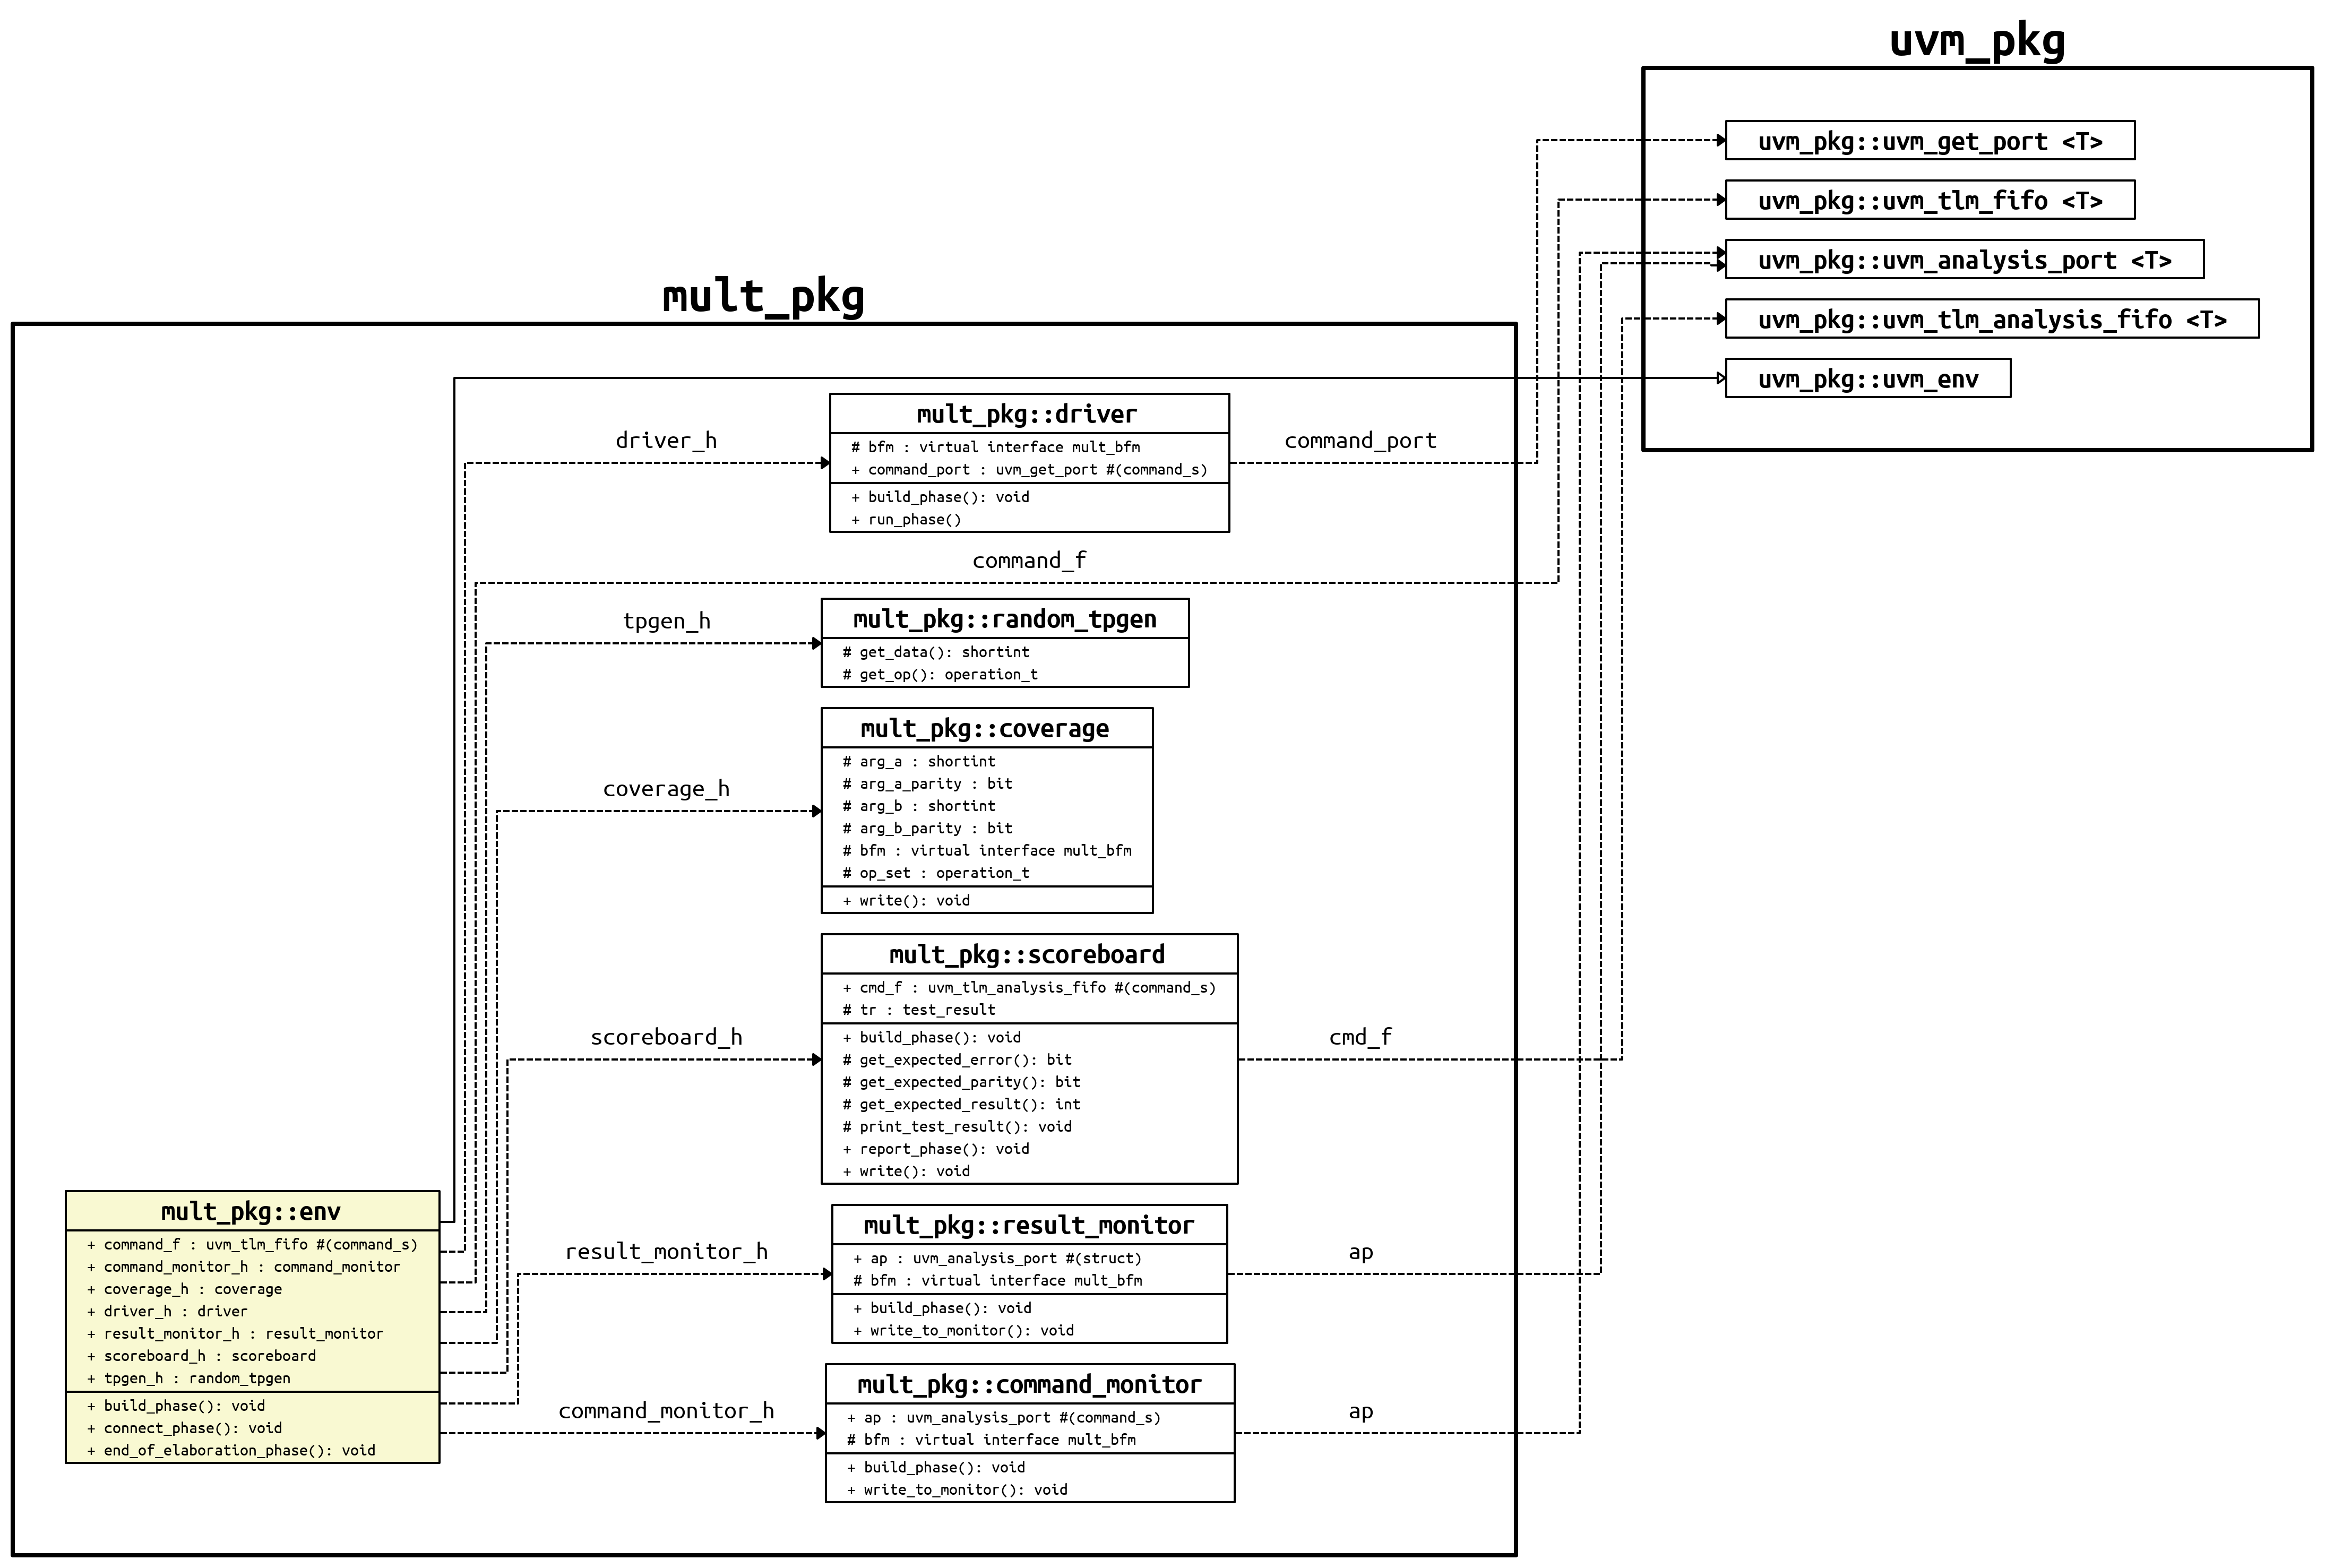 uvm_pkg
uvm_pkg::uvm_get_port <T>
uvm_pkg::uvm_tlm_fifo <T>
uvm_pkg::uvm_analysis_port <T>
uvm_pkg::uvm_tlm_analysis_fifo <T>
uvm_pkg::uvm_env
mult_pkg
driver_h
mult_pkg::driver
# bfm : virtual interface mult_bfm
+ command_port : uvm_get_port #(command_s)
+ build_phase(): void
+ run_phase()
command_port
command_f
tpgen_h
mult_pkg::random_tpgen
# get_data(): shortint
# get_op(): operation_t
coverage_h
mult_pkg::coverage
# arg_a : shortint
# arg_a_parity : bit
# arg_b : shortint
# arg_b_parity : bit
# bfm : virtual interface mult_bfm
# op_set : operation_t
+ write(): void
scoreboard_h
mult_pkg::scoreboard
+ cmd_f : uvm_tlm_analysis_fifo #(command_s)
# tr : test_result
+ build_phase(): void
# get_expected_error(): bit
# get_expected_parity(): bit
# get_expected_result(): int
# print_test_result(): void
+ report_phase(): void
+ write(): void
cmd_f
mult_pkg::env
+ command_f : uvm_tlm_fifo #(command_s)
+ command_monitor_h : command_monitor
+ coverage_h : coverage
+ driver_h : driver
+ result_monitor_h : result_monitor
+ scoreboard_h : scoreboard
+ tpgen_h : random_tpgen
+ build_phase(): void
+ connect_phase(): void
+ end_of_elaboration_phase(): void
result_monitor_h
mult_pkg::result_monitor
+ ap : uvm_analysis_port #(struct)
# bfm : virtual interface mult_bfm
+ build_phase(): void
+ write_to_monitor(): void
ap
command_monitor_h
mult_pkg::command_monitor
+ ap : uvm_analysis_port #(command_s)
# bfm : virtual interface mult_bfm
+ build_phase(): void
+ write_to_monitor(): void
ap